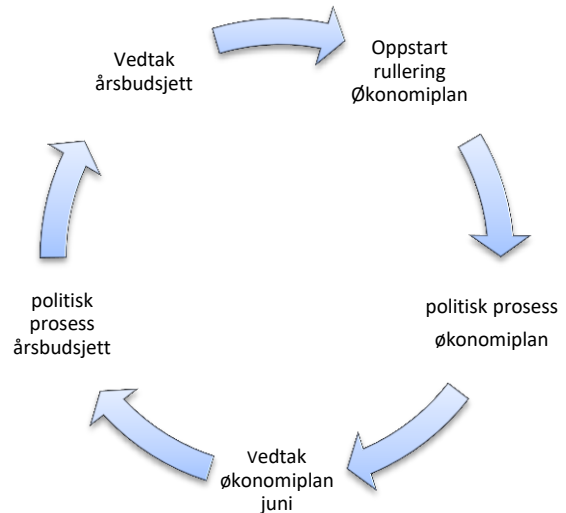 Vedtak
årsbudsjett
Oppstart
rullering
Økonomiplan
politisk prosess
økonomiplan
vedtak
økonomiplan
juni
politisk
prosess
årsbudsjett